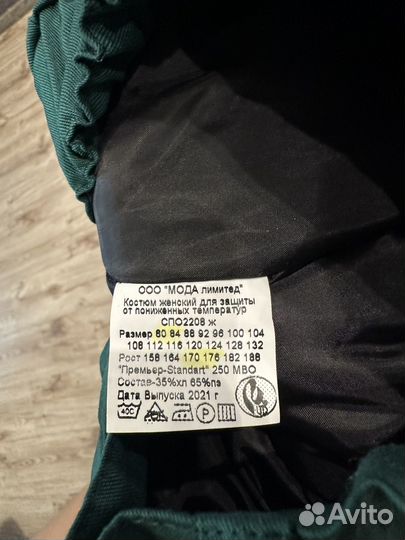 ООО "МОДА лимитед"
Костюм женский для защиты
от пониженных температур
СПО2208 ж
Размер 80 84 88 92 96 100 104
108 112 116 120 124 128 132
Рост 158 164 170 176 182 188
"Премьер-Standart" 250 МВО
Состав-35%хл 65%пэ
Дата Выпуска 2021 г
40C
P
Avito